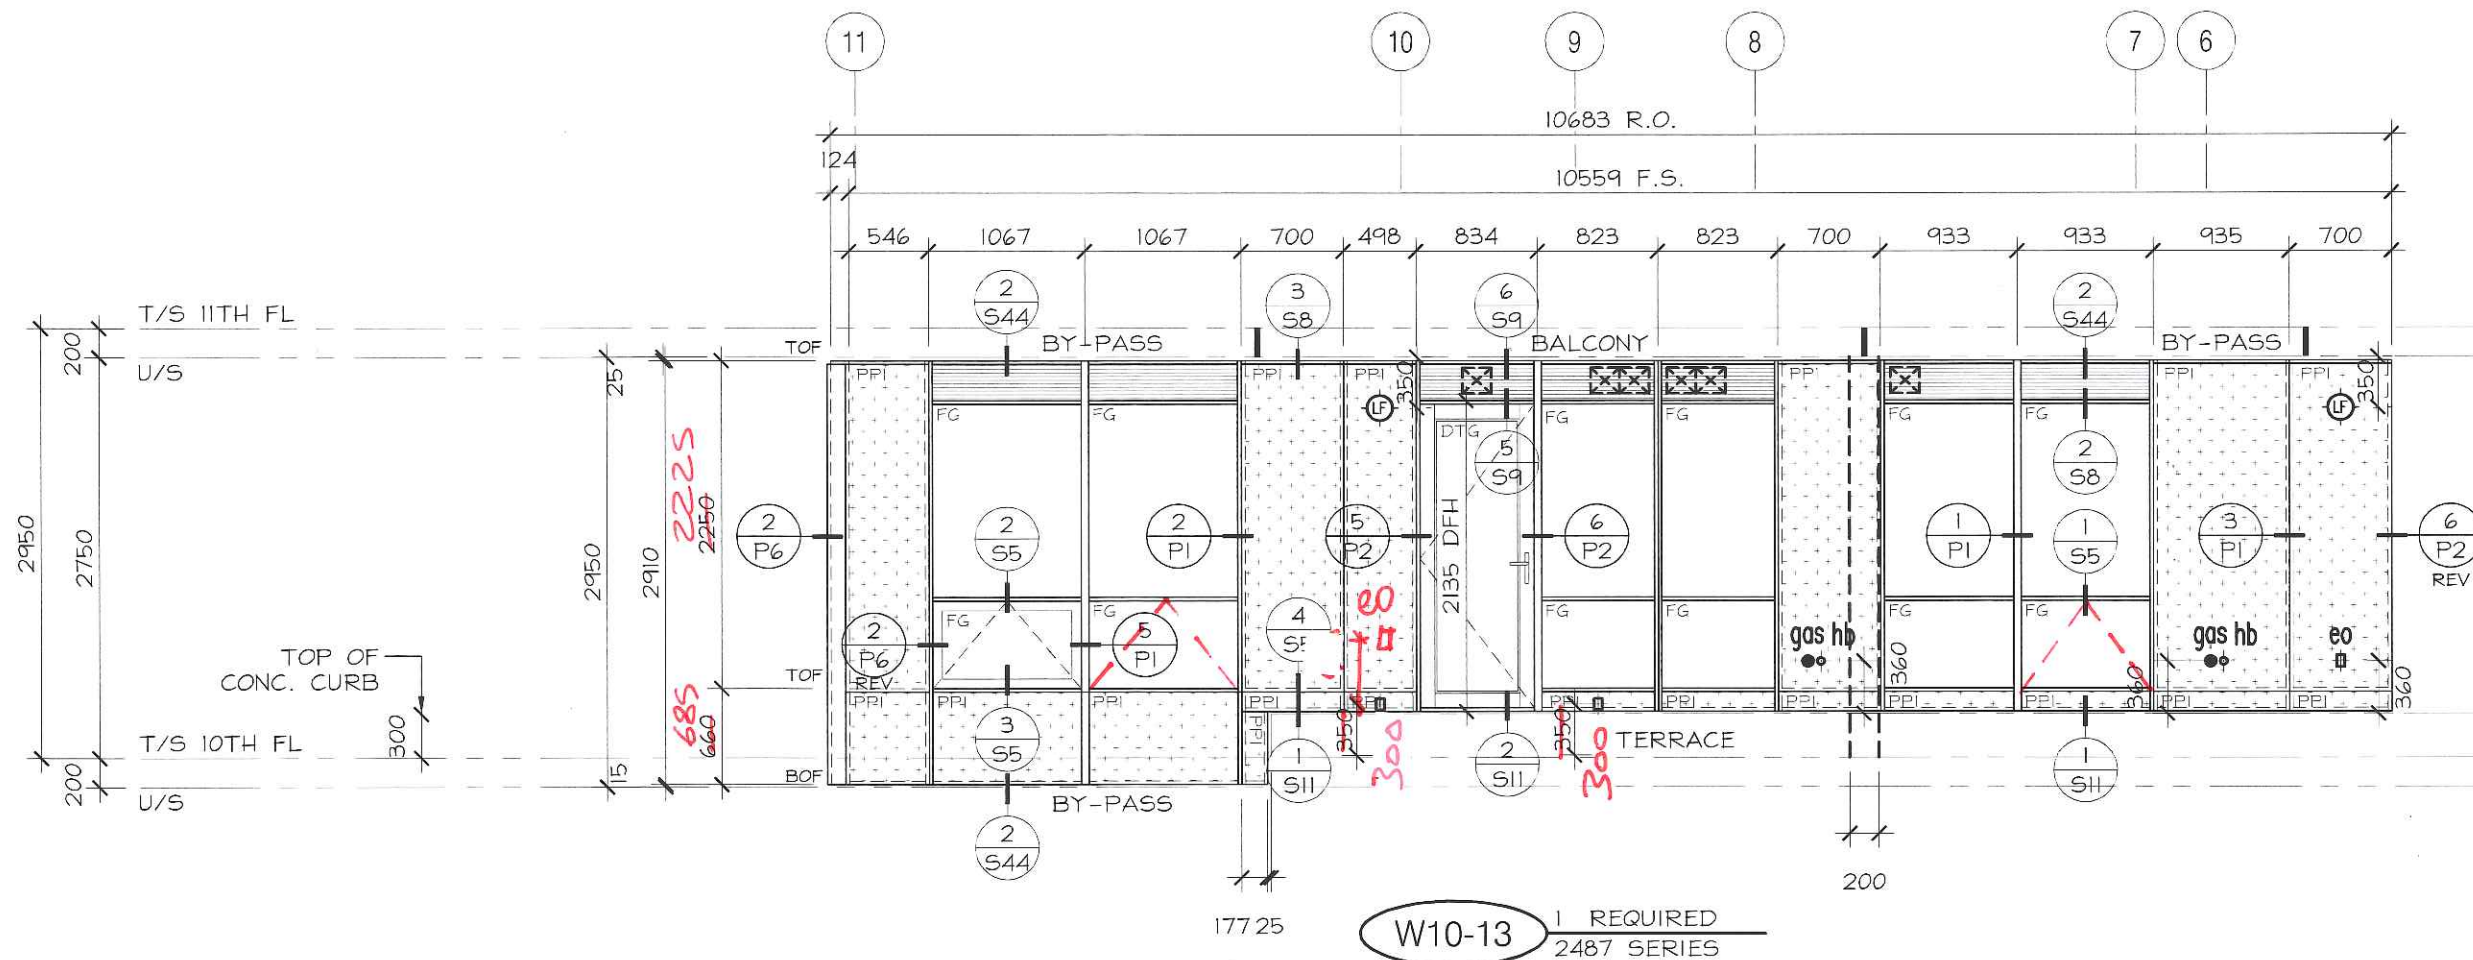 11 10 9 8 7 6
10683 R.O.
124
10559 F.S.
546 1067 1067 700 498 834 823 823 700 933 933 935 700
2 S44
3 S8
6 S9
2 S44
T/S 11TH FL
200
U/S
TOF
BY-PASS
BALCONY
BY-PASS
25
PPI PPI PPI PPI PPI PPI
350
350
LF
LF
FG FG DTG FG FG FG FG
5 S9
2 S8
2225
2250
2950
2750
2950
2910
2 P6
2 S5
2 P1
5 P2
6 P2
1 P1
1 S5
3 P1
6 P2
REV
2135 DFH
eo
FG FG FG FG FG FG
2 P6
REV
5 P1
4 S5
gas hb
gas hb
eo
360
360
360
TOP OF
CONC. CURB
300
TOF
685
660
PPI PPI PPI PPI PPI PPI PPI PPI PPI PPI
PPI
3 S5
350
300
350
300
TERRACE
T/S 10TH FL
200
U/S
15
BOF
BY-PASS
1 S11
2 S11
1 S11
2 S44
177 25
200
W10-13
1 REQUIRED
2487 SERIES